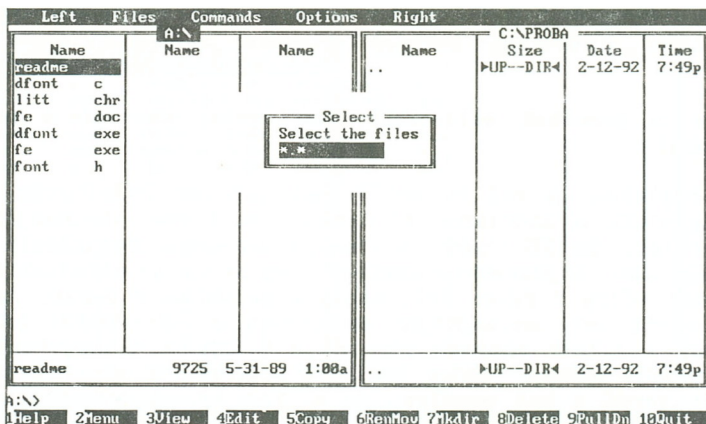 Left Files Commands Options Right
A:\ C:\PROBA
Name Name Name Name Size Date Time
readme .. ►UP--DIR◄ 2-12-92 7:49p
dfont c
litt chr
fe doc
dfont exe
fe exe
font h
Select
Select the files
*.*
readme 9725 5-31-89 1:00a .. ►UP--DIR◄ 2-12-92 7:49p
A:\>
1Help 2Menu 3View 4Edit 5Copy 6RenMov 7Mkdir 8Delete 9PullDn 10Quit